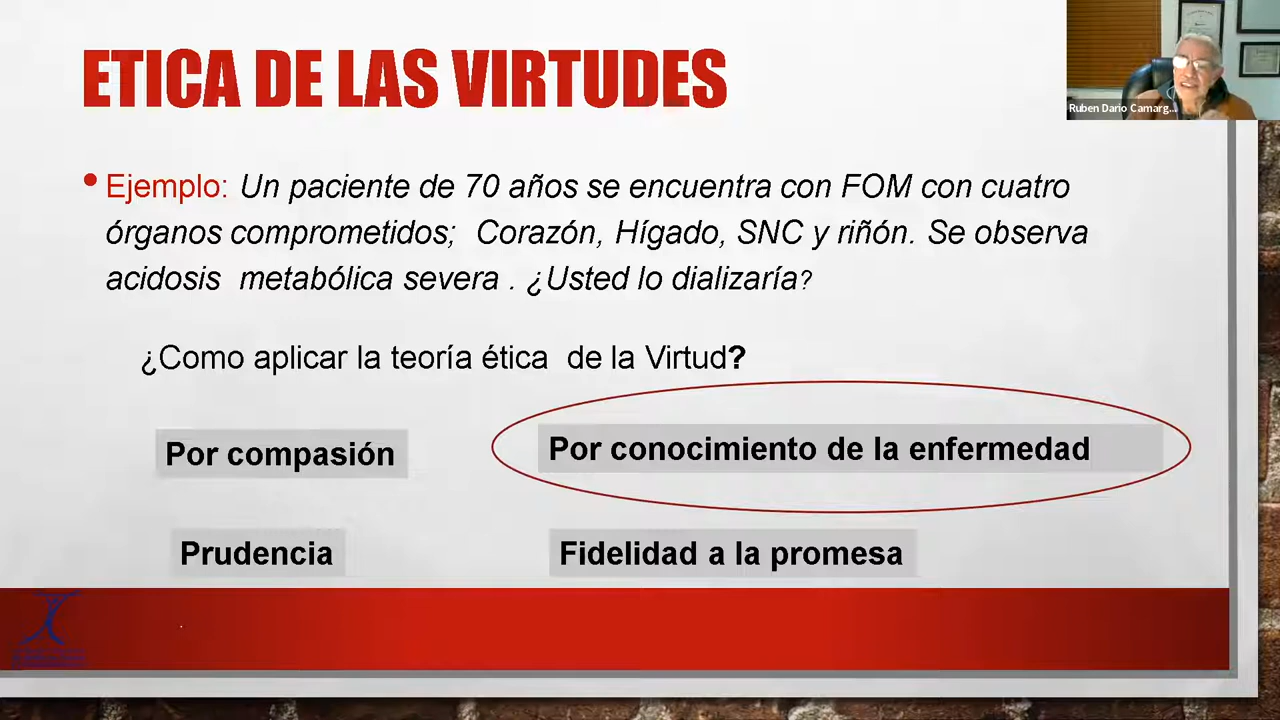 ETICA DE LAS VIRTUDES
Ruben Dario Camarg...
• Ejemplo: Un paciente de 70 años se encuentra con FOM con cuatro
órganos comprometidos; Corazón, Hígado, SNC y riñón. Se observa
acidosis metabólica severa . ¿Usted lo dializaría?
¿Como aplicar la teoría ética de la Virtud?
Por compasión
Por conocimiento de la enfermedad
Prudencia
Fidelidad a la promesa